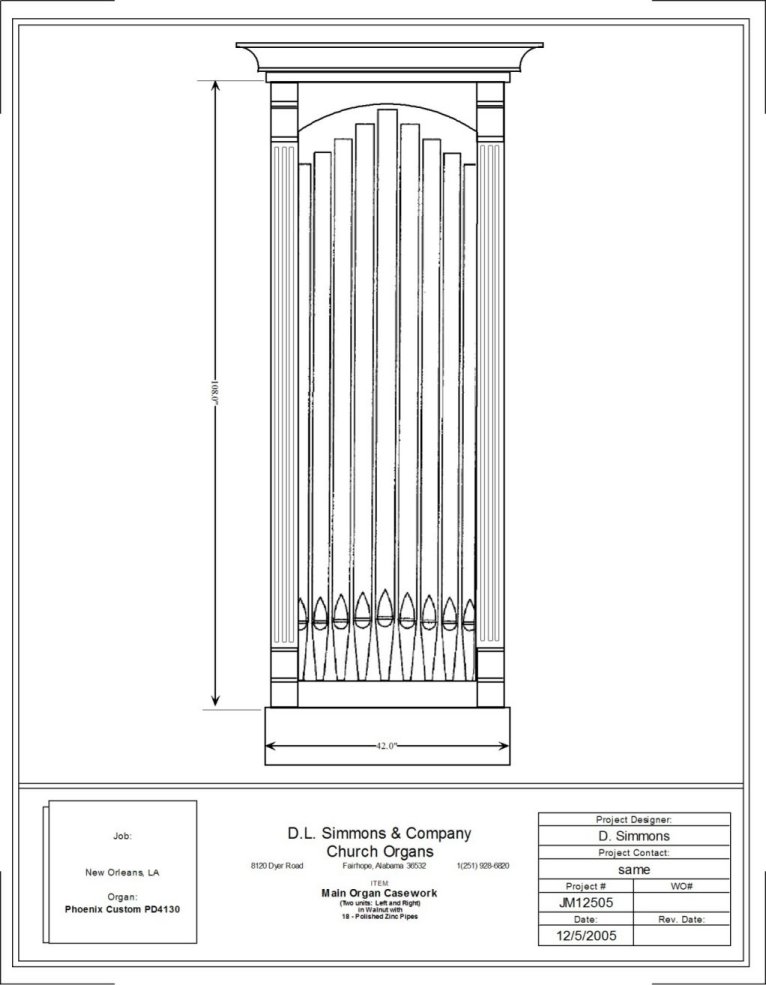 108.0"
42.0"
Job:
New Orleans, LA
Organ:
Phoenix Custom PD4130
D.L. Simmons & Company
Church Organs
8120 Dyer Road Fairhope, Alabama 36532 1(251) 928-6820
ITEM:
Main Organ Casework
(Two units: Left and Right)
in Walnut with
18 - Polished Zinc Pipes
Project Designer:
D. Simmons
Project Contact:
same
Project # WO#
JM12505
Date: Rev. Date:
12/5/2005